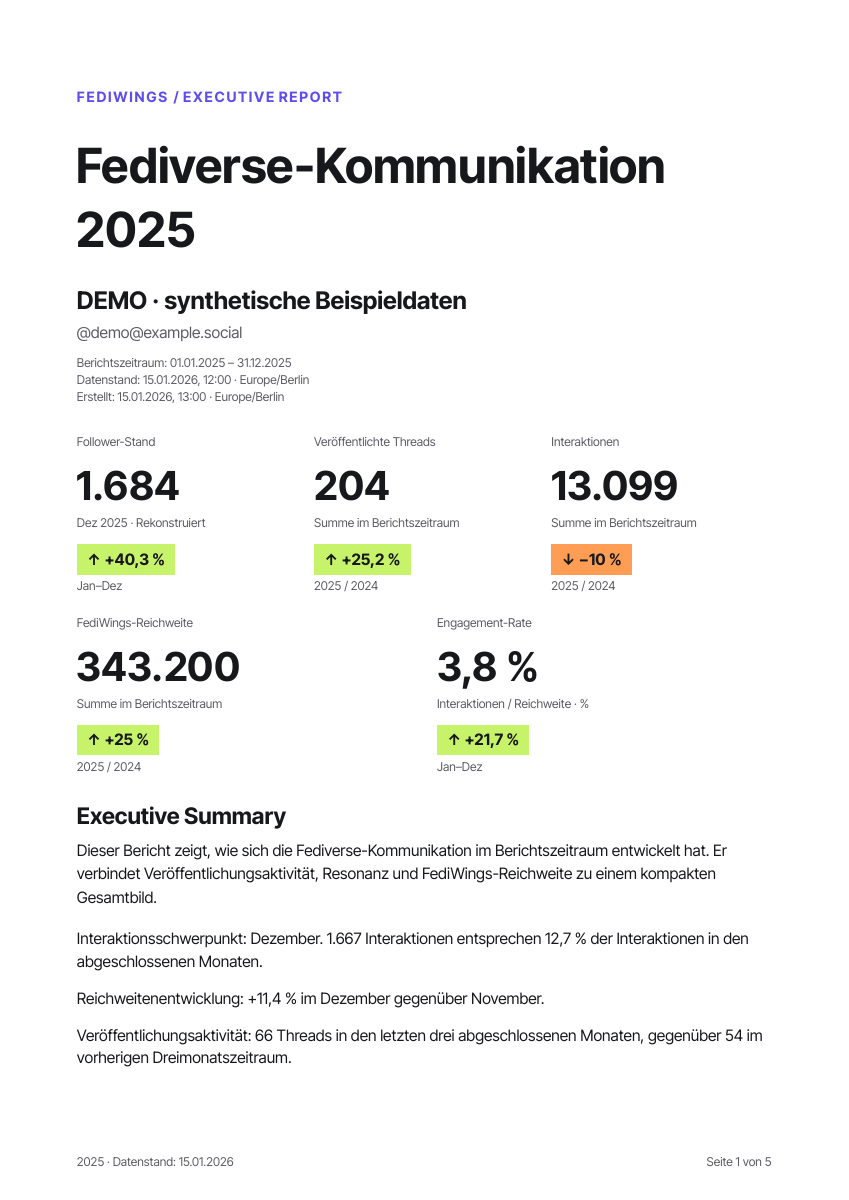 FEDIWINGS / EXECUTIVE REPORT
Fediverse-Kommunikation
2025
DEMO · synthetische Beispieldaten
@demo@example.social
Berichtszeitraum: 01.01.2025 – 31.12.2025
Datenstand: 15.01.2026, 12:00 · Europe/Berlin
Erstellt: 15.01.2026, 13:00 · Europe/Berlin
Follower-Stand
1.684
Dez 2025 · Rekonstruiert
↑ +40,3 %
Jan–Dez
Veröffentlichte Threads
204
Summe im Berichtszeitraum
↑ +25,2 %
2025 / 2024
Interaktionen
13.099
Summe im Berichtszeitraum
↓ −10 %
2025 / 2024
FediWings-Reichweite
343.200
Summe im Berichtszeitraum
↑ +25 %
2025 / 2024
Engagement-Rate
3,8 %
Interaktionen / Reichweite · %
↑ +21,7 %
Jan–Dez
Executive Summary
Dieser Bericht zeigt, wie sich die Fediverse-Kommunikation im Berichtszeitraum entwickelt hat. Er
verbindet Veröffentlichungsaktivität, Resonanz und FediWings-Reichweite zu einem kompakten
Gesamtbild.
Interaktionsschwerpunkt: Dezember. 1.667 Interaktionen entsprechen 12,7 % der Interaktionen in den
abgeschlossenen Monaten.
Reichweitenentwicklung: +11,4 % im Dezember gegenüber November.
Veröffentlichungsaktivität: 66 Threads in den letzten drei abgeschlossenen Monaten, gegenüber 54 im
vorherigen Dreimonatszeitraum.
2025 · Datenstand: 15.01.2026
Seite 1 von 5